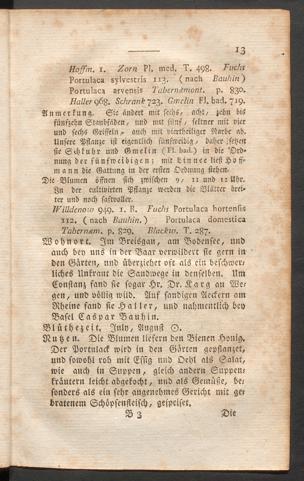 13
Hoffm. 1. Zorn Pl. med. T. 498. Fuchs
Portulaca sylvestris 113. (nach Bauhin)
Portulaca arvensis Tabernämont. p. 830.
Haller 968. Schrank 723. Gmelin Fl. bad. 719.
Anmerkung. Sie ändert mit sechs, acht, zehn bis
fünfzehn Staubfäden, und mit fünf, seltner mit vier
und sechs Griffeln, auch mit viertheiliger Narbe ab.
Unsere Pflanze ist eigentlich fünfweibig, daher setzen
sie Schkuhr und Gmelin (Fl. bad.) in die Ord-
nung der fünfweibigen; mit Linnee ließ Hoff-
mann die Gattung in der ersten Ordnung stehen.
Die Blumen öffnen sich zwischen 9, 11 und 12 Uhr.
In der cultivirten Pflanze werden die Blätter brei-
ter und noch saftvoller.
Willdenow 949. 1. B. Fuchs Portulaca hortensis
112. (nach Bauhin.) Portulaca domestica
Tabernæm. p. 829. Blackw. T. 287.
Wohnort. Im Breisgau, am Bodensee, und
auch bey uns in der Baar verwildert sie gern in
den Gärten, und überziehet oft als ein beschwer-
liches Unkraut die Sandwege in denselben. Um
Constanz fand sie sogar Hr. Dr. Karg an We-
gen, und völlig wild. Auf sandigen Aeckern am
Rheine fand sie Haller, und nahmentlich bey
Basel Caspar Bauhin.
Blüthezeit. July, August ☉.
Nutzen. Die Blumen liefern den Bienen Honig.
Der Portulack wird in den Gärten gepflanzet,
und sowohl roh mit Essig und Oehl als Salat,
wie auch in Suppen, gleich andern Suppen-
kräutern leicht abgekocht, und als Gemüße, be-
sonders als ein sehr angenehmes Gericht mit ge-
bratenem Schöpsenfleisch, gespeiset.
B 3 Die